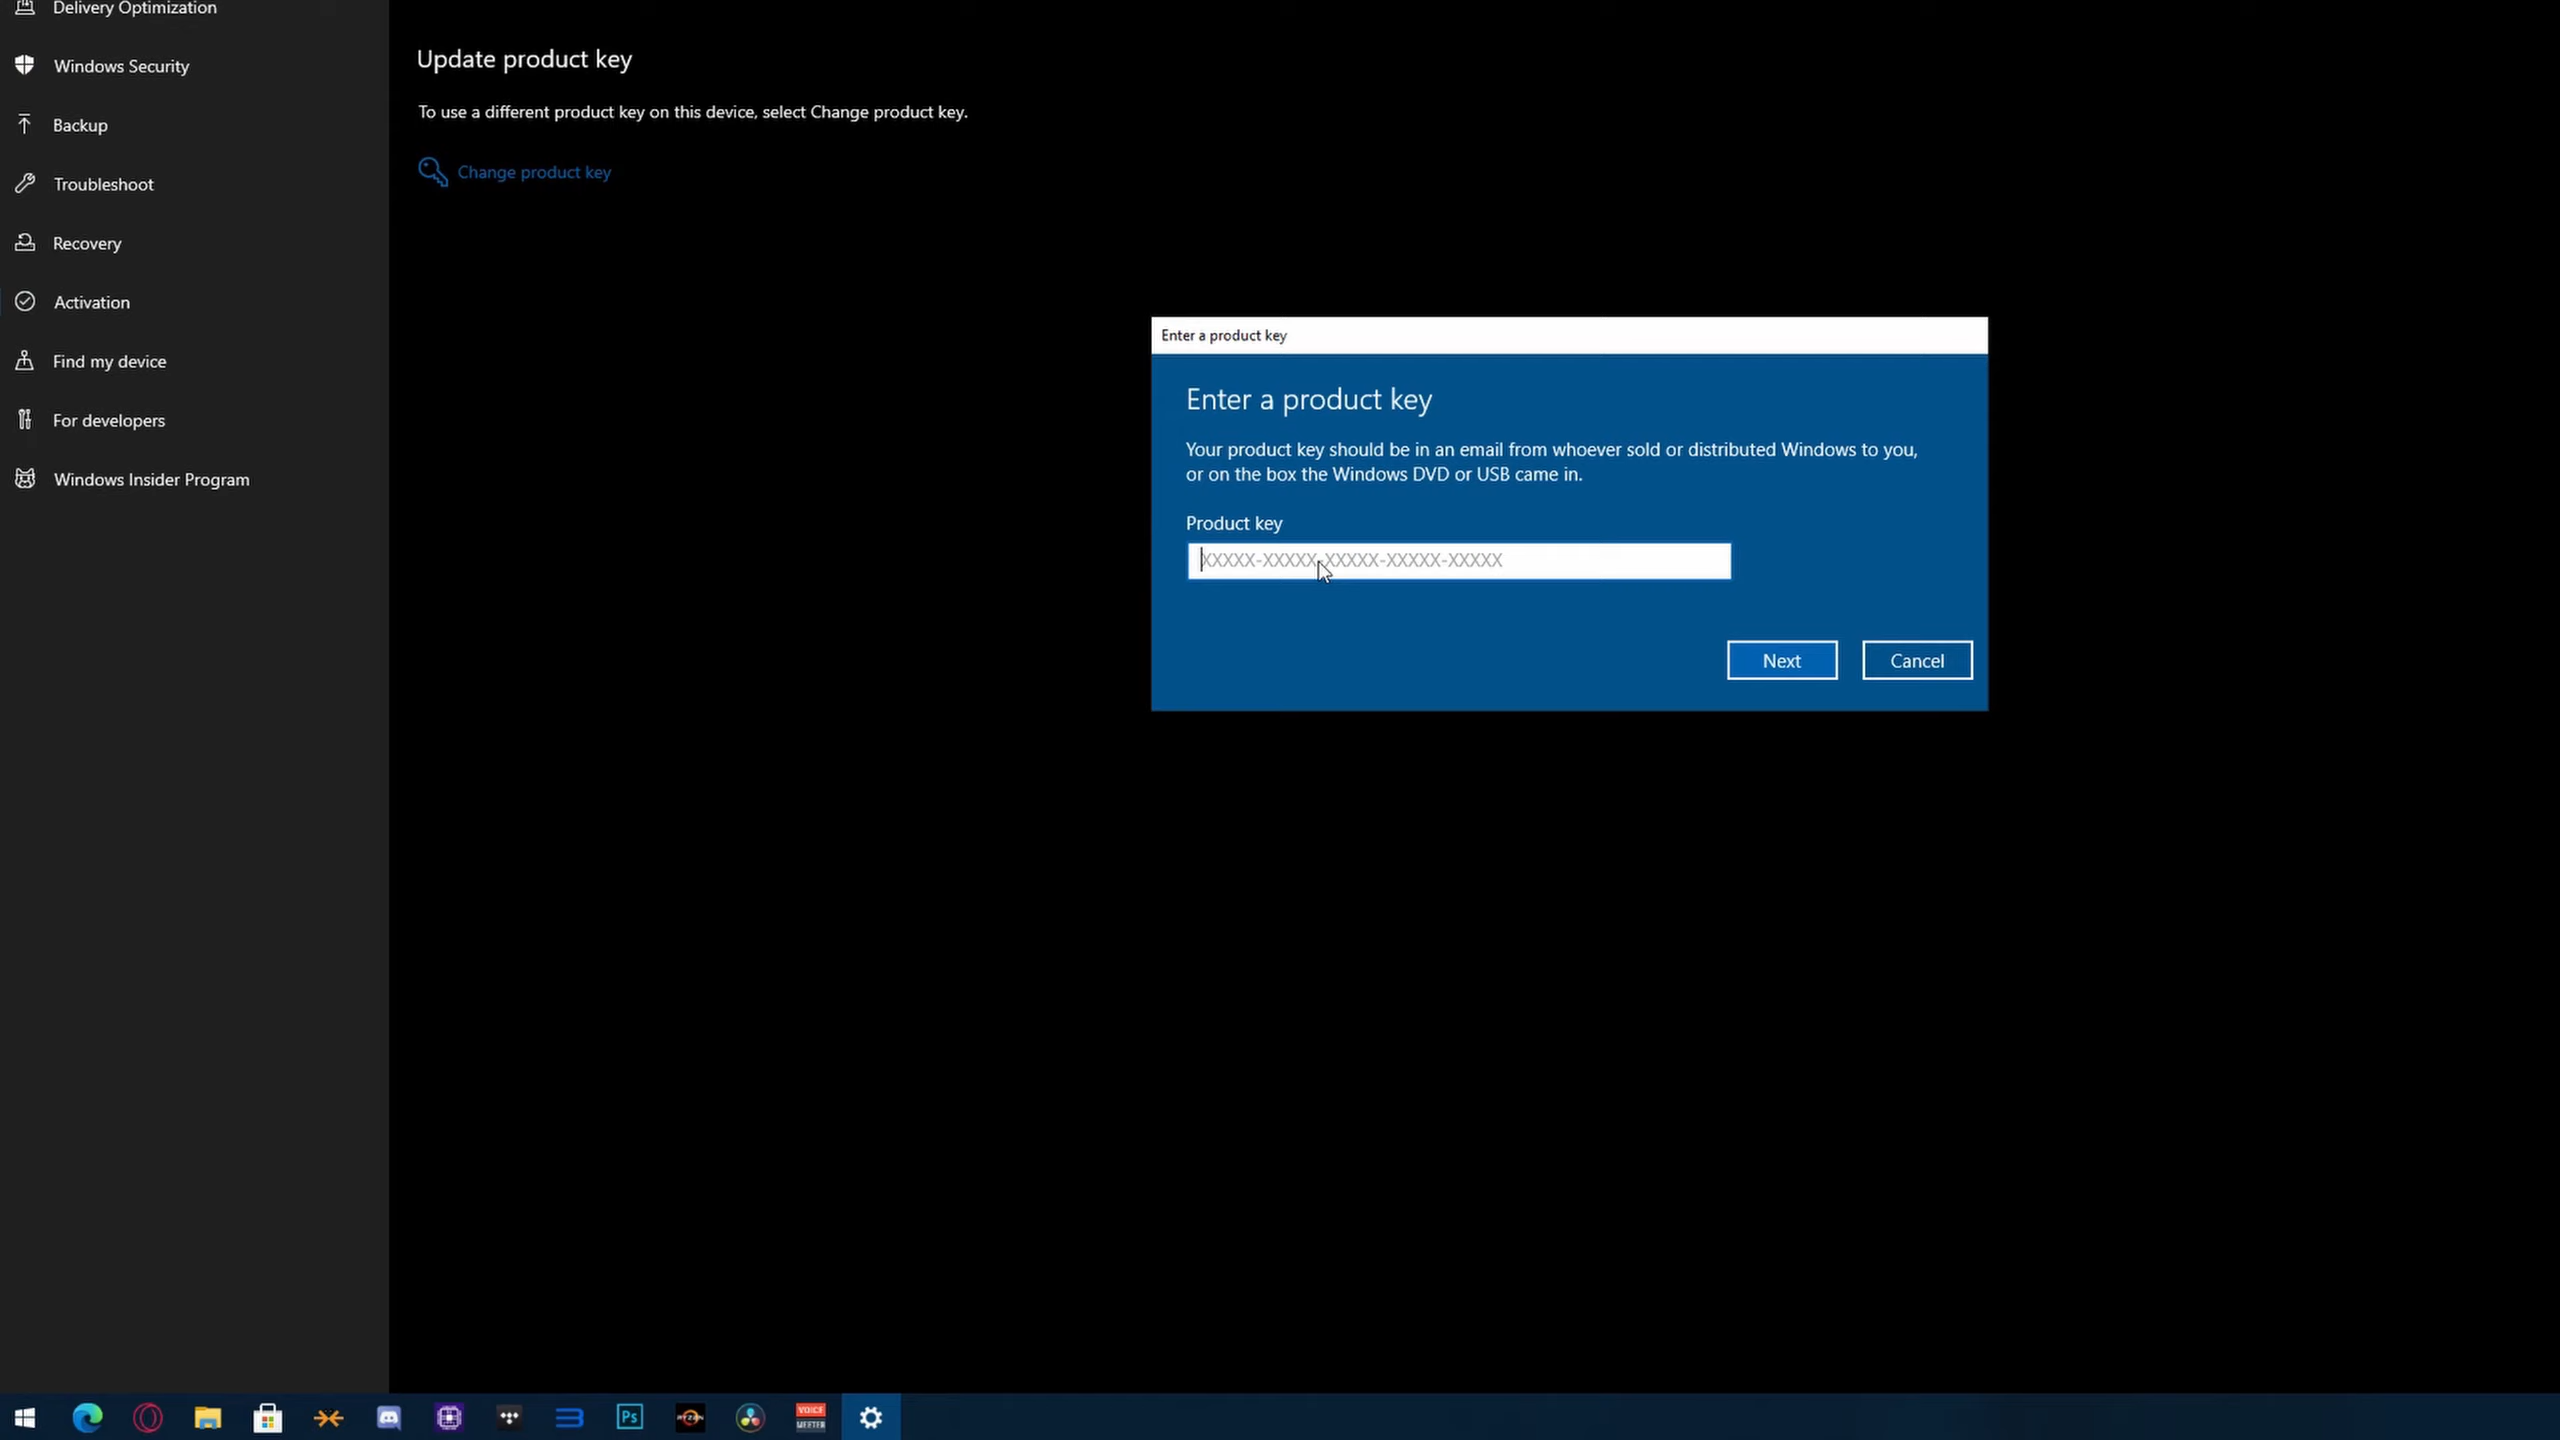 Delivery Optimization
Windows Security
Backup
Troubleshoot
Recovery
Activation
Find my device
For developers
Windows Insider Program
Update product key
To use a different product key on this device, select Change product key.
Change product key
Enter a product key
Enter a product key
Your product key should be in an email from whoever sold or distributed Windows to you,
or on the box the Windows DVD or USB came in.
Product key
XXXXX-XXXXX-XXXXX-XXXXX-XXXXX
Next
Cancel
Ps
RYZEN
VOICE
MEETER